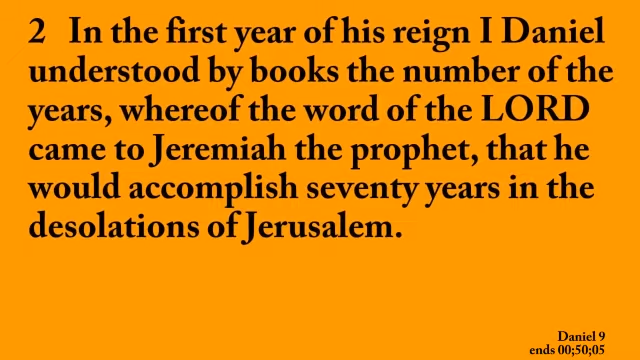 2 In the first year of his reign I Daniel
understood by books the number of the
years, whereof the word of the LORD
came to Jeremiah the prophet, that he
would accomplish seventy years in the
desolations of Jerusalem.
Daniel 9
ends 00;50;05